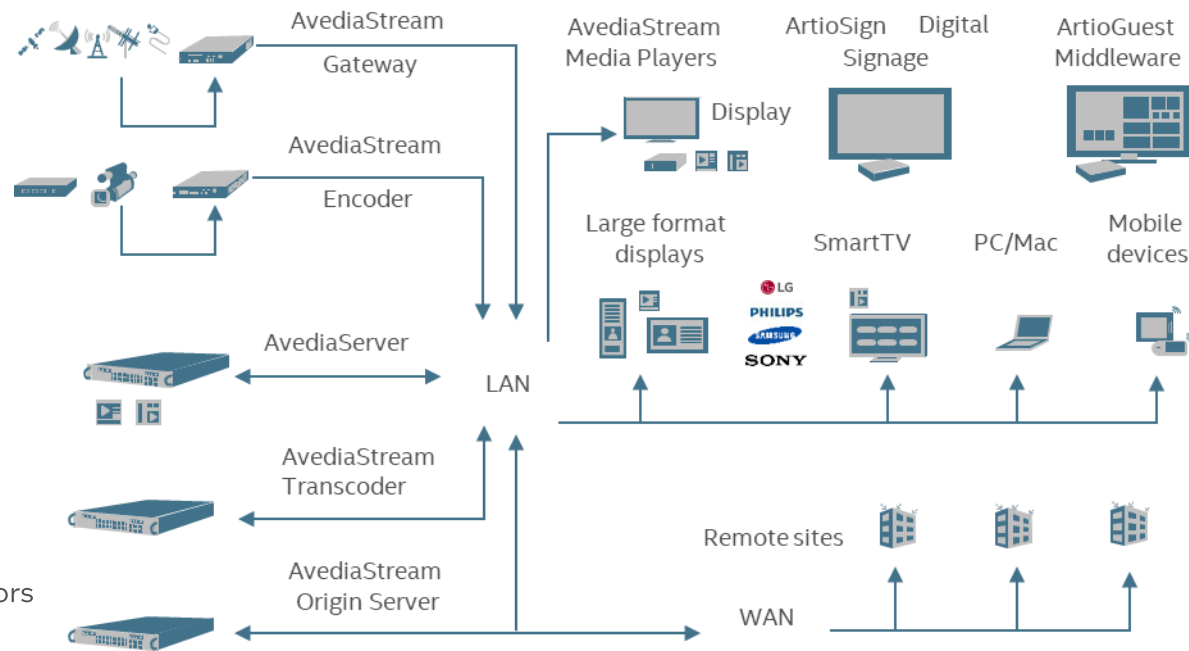 AvediaStream
Gateway
AvediaStream
Encoder
AvediaServer
AvediaStream
Transcoder
AvediaStream
Origin Server
ors
LAN
AvediaStream
Media Players
Display
ArtioSign Digital
Signage
ArtioGuest
Middleware
Large format
displays
LG
PHILIPS
SAMSUNG
SONY
SmartTV
PC/Mac
Mobile
devices
Remote sites
WAN